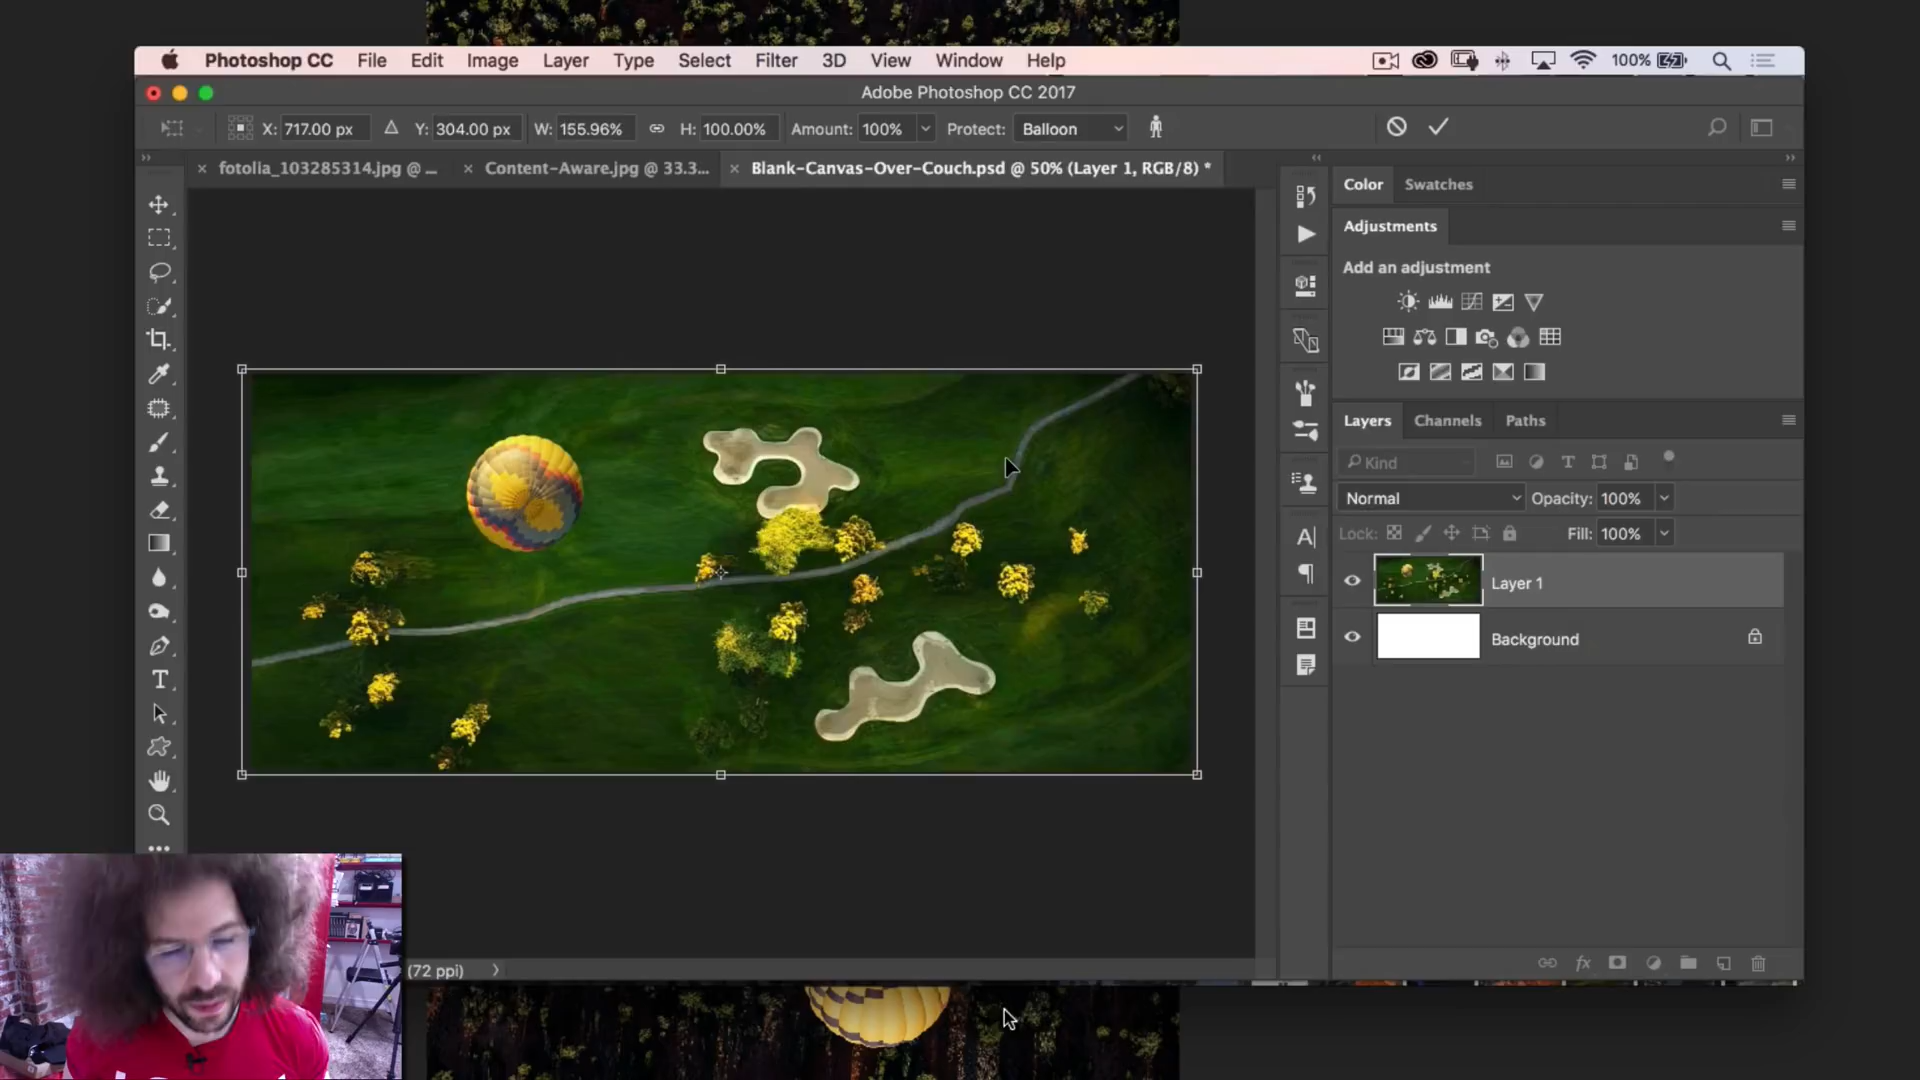 Photoshop CC File Edit Image Layer Type Select Filter 3D View Window Help 100%
Adobe Photoshop CC 2017
X: 717.00 px Y: 304.00 px W: 155.96% H: 100.00% Amount: 100% Protect: Balloon
fotolia_103285314.jpg @ ... Content-Aware.jpg @ 33.3... Blank-Canvas-Over-Couch.psd @ 50% (Layer 1, RGB/8) *
Color Swatches
Adjustments
Add an adjustment
Layers Channels Paths
Kind
Normal Opacity: 100%
Lock: Fill: 100%
Layer 1
Background
(72 ppi)